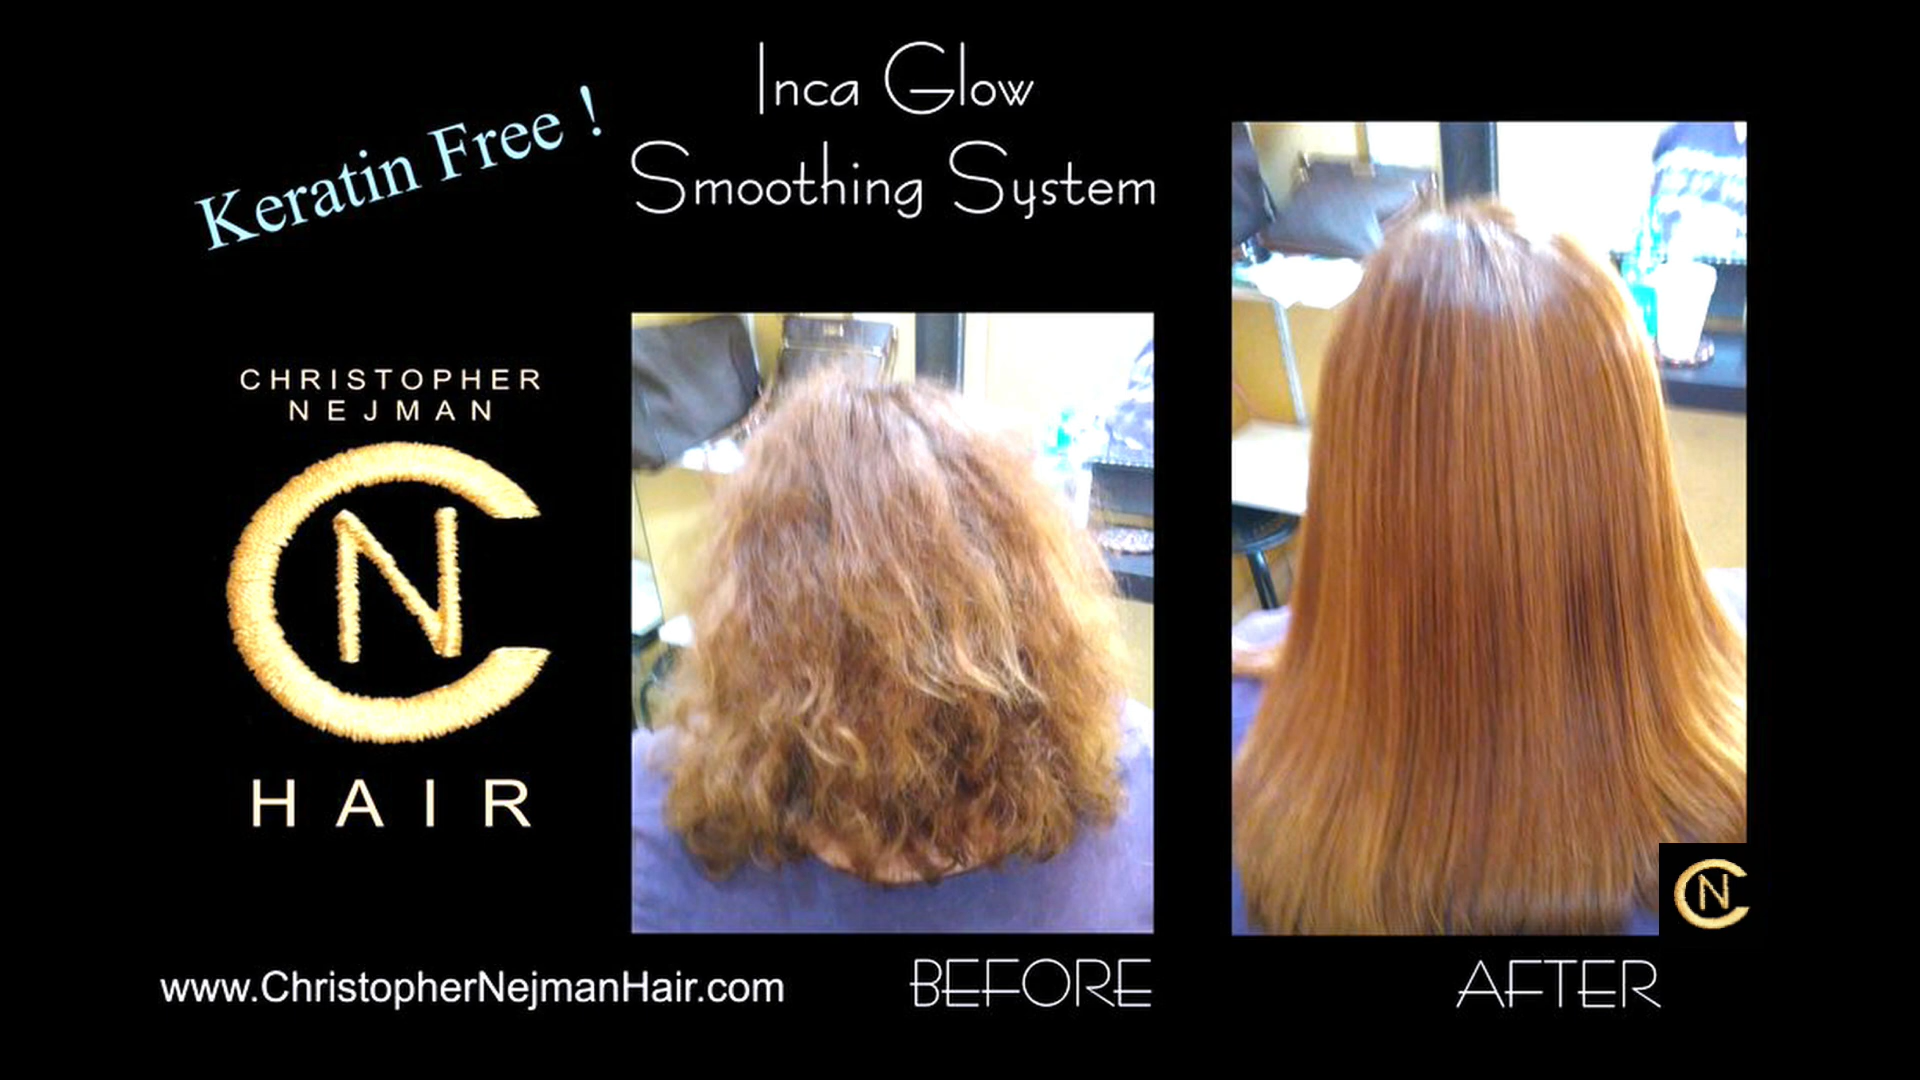 Keratin Free !
Inca Glow
Smoothing System
CHRISTOPHER
NEJMAN
CN
HAIR
CN
www.ChristopherNejmanHair.com
BEFORE
AFTER